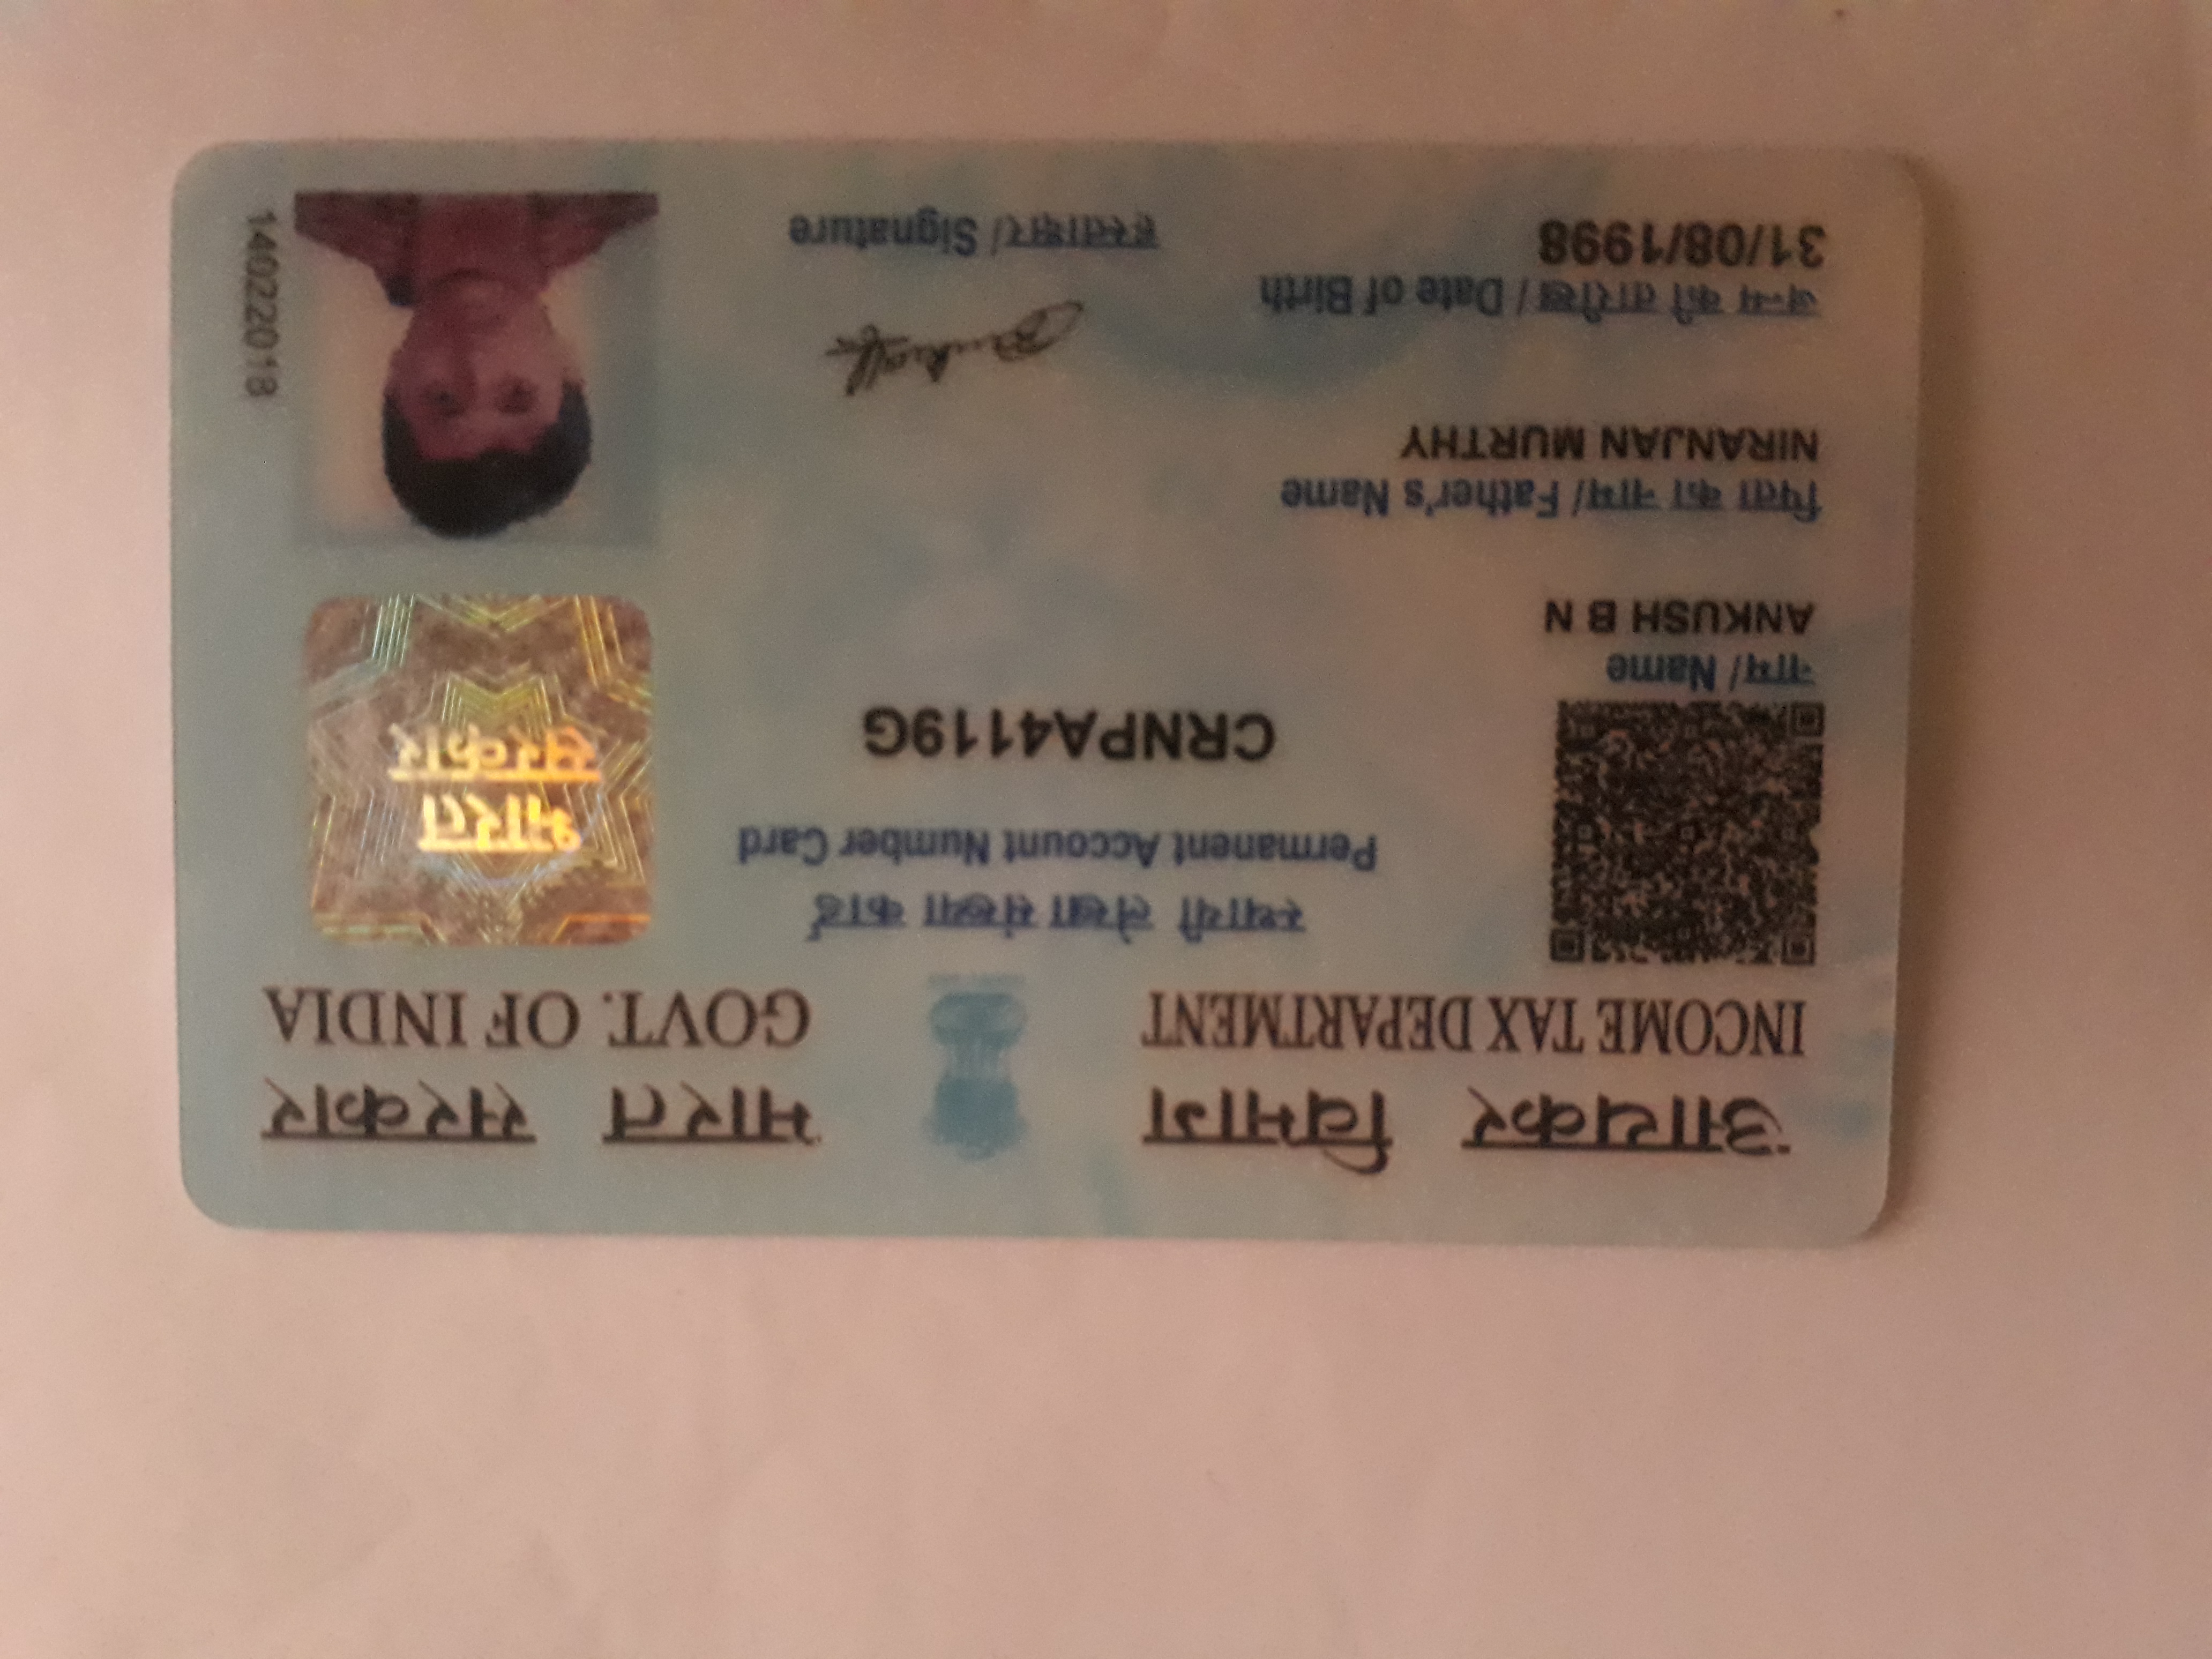 आयकर विभाग
INCOME TAX DEPARTMENT
भारत सरकार
GOVT. OF INDIA
स्थायी लेखा संख्या कार्ड
Permanent Account Number Card
CRNPA4119G
भारत
सरकार
नाम/ Name
ANKUSH B N
पिता का नाम/ Father's Name
NIRANJAN MURTHY
जन्म की तारीख / Date of Birth
31/08/1998
हस्ताक्षर/ Signature
14022018